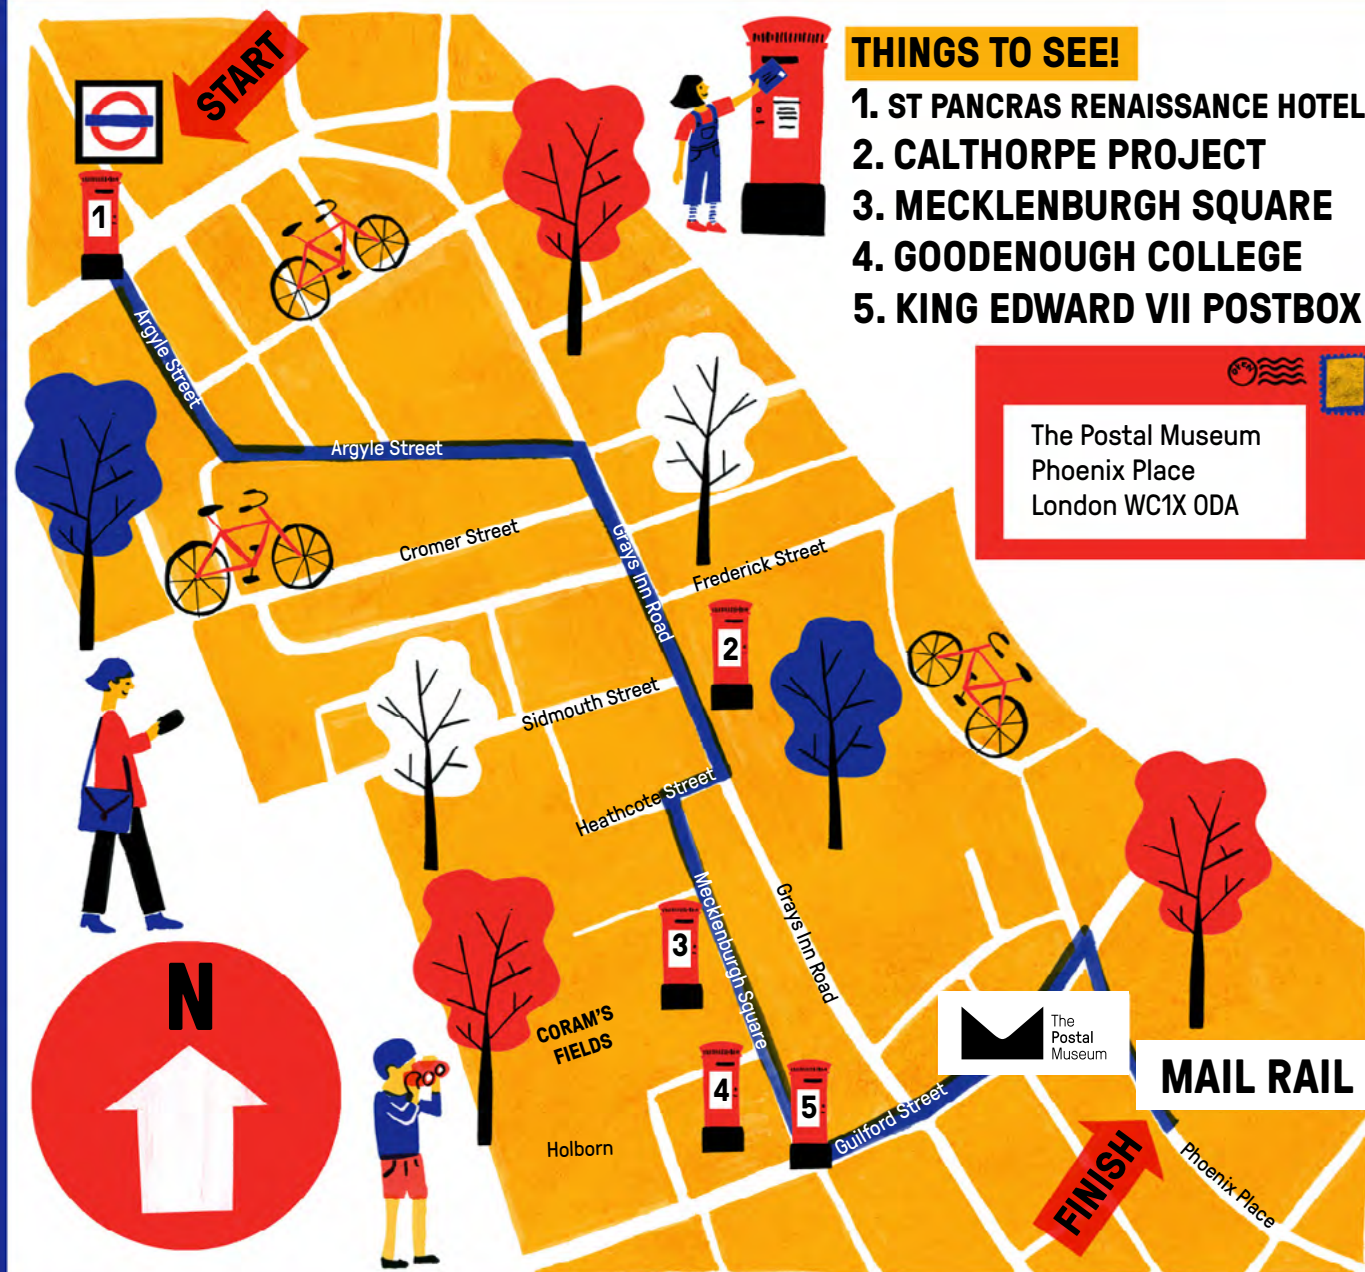 START
THINGS TO SEE!
1. ST PANCRAS RENAISSANCE HOTEL
2. CALTHORPE PROJECT
3. MECKLENBURGH SQUARE
4. GOODENOUGH COLLEGE
5. KING EDWARD VII POSTBOX
1
The Postal Museum
Phoenix Place
London WC1X 0DA
Argyle Street
Argyle Street
Cromer Street
Grays Inn Road
Frederick Street
2
Sidmouth Street
Heathcote Street
Mecklenburgh Square
Grays Inn Road
3
N
CORAM'S
FIELDS
The
Postal
Museum
MAIL RAIL
4
5
Guilford Street
Holborn
FINISH
Phoenix Place